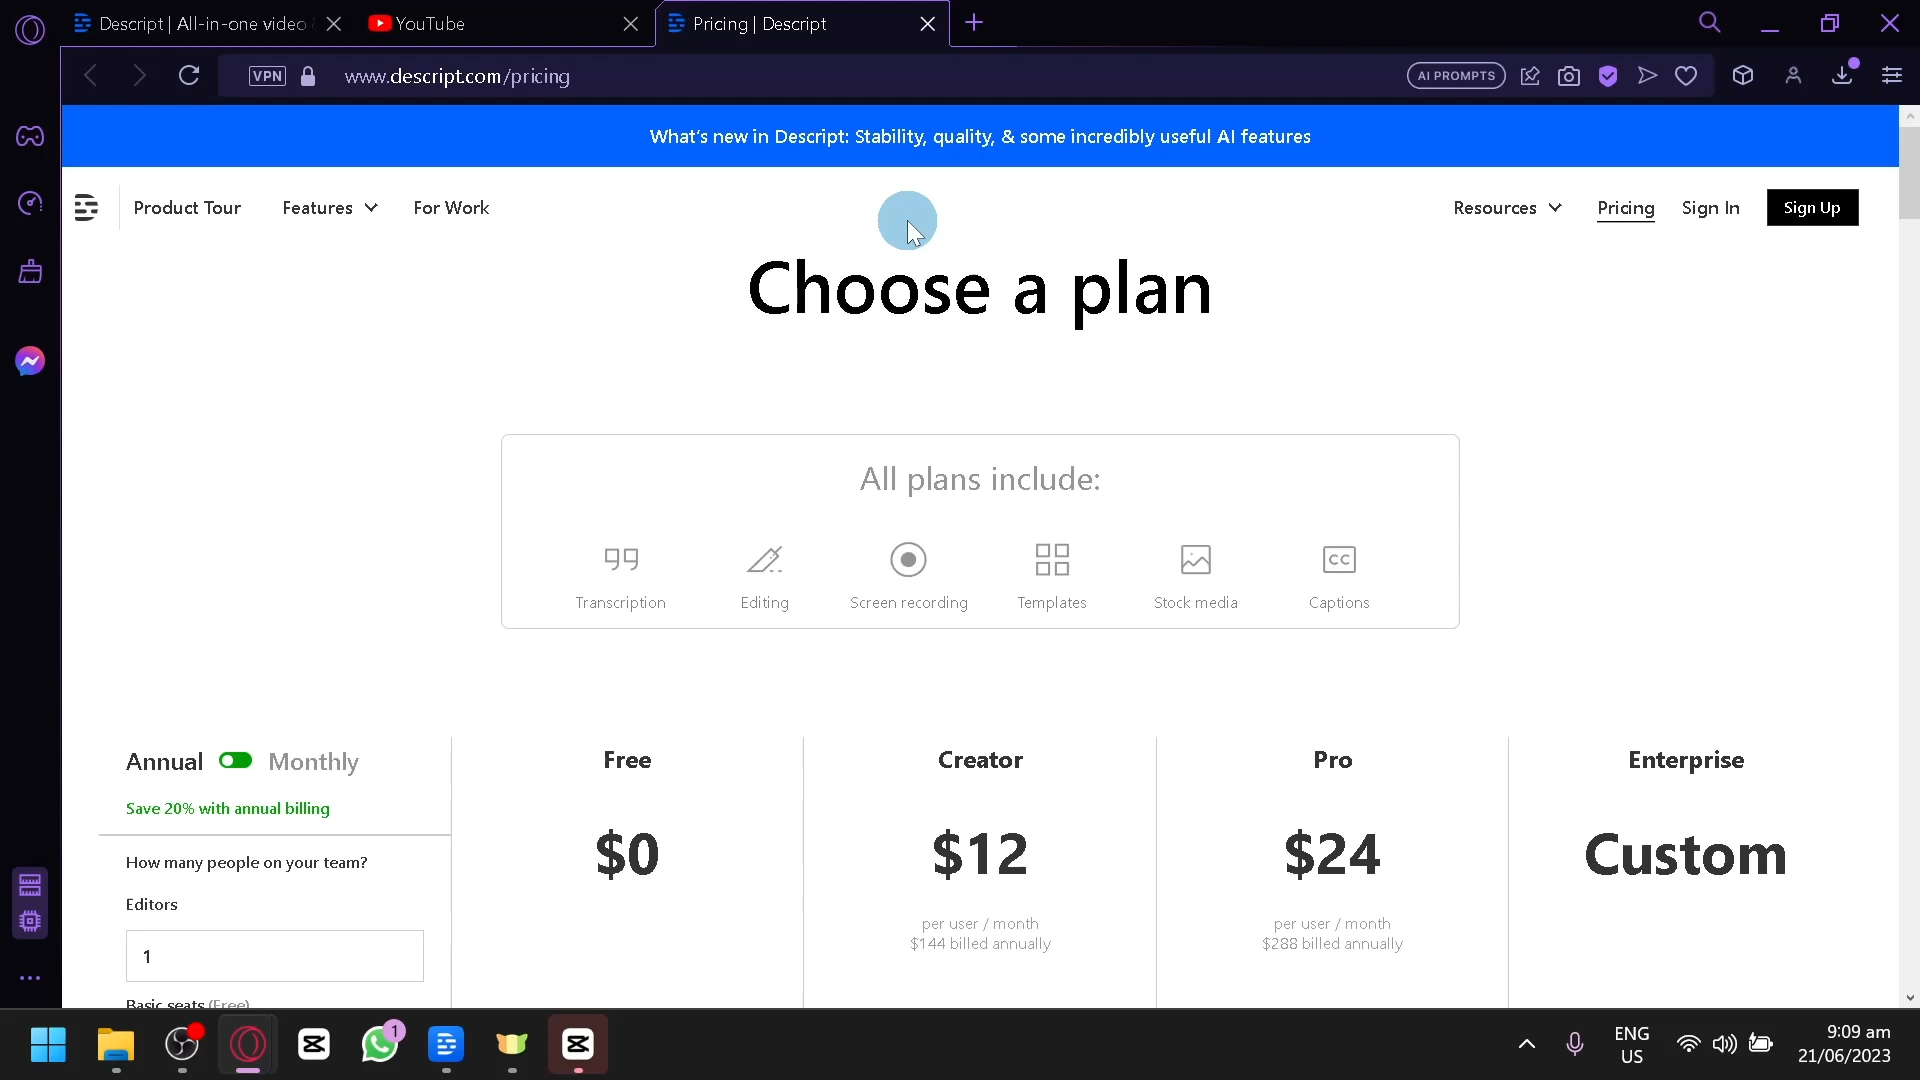 Descript | All-in-one video
YouTube
Pricing | Descript
VPN
www.descript.com/pricing
AI PROMPTS
What's new in Descript: Stability, quality, & some incredibly useful AI features
Product Tour
Features
For Work
Resources
Pricing
Sign In
Sign Up
Choose a plan
All plans include:
Transcription
Editing
Screen recording
Templates
Stock media
CC
Captions
Annual
Monthly
Save 20% with annual billing
How many people on your team?
Editors
1
Basic seats (Free)
Free
$0
Creator
$12
per user / month
$144 billed annually
Pro
$24
per user / month
$288 billed annually
Enterprise
Custom
1
ENG
US
9:09 am
21/06/2023